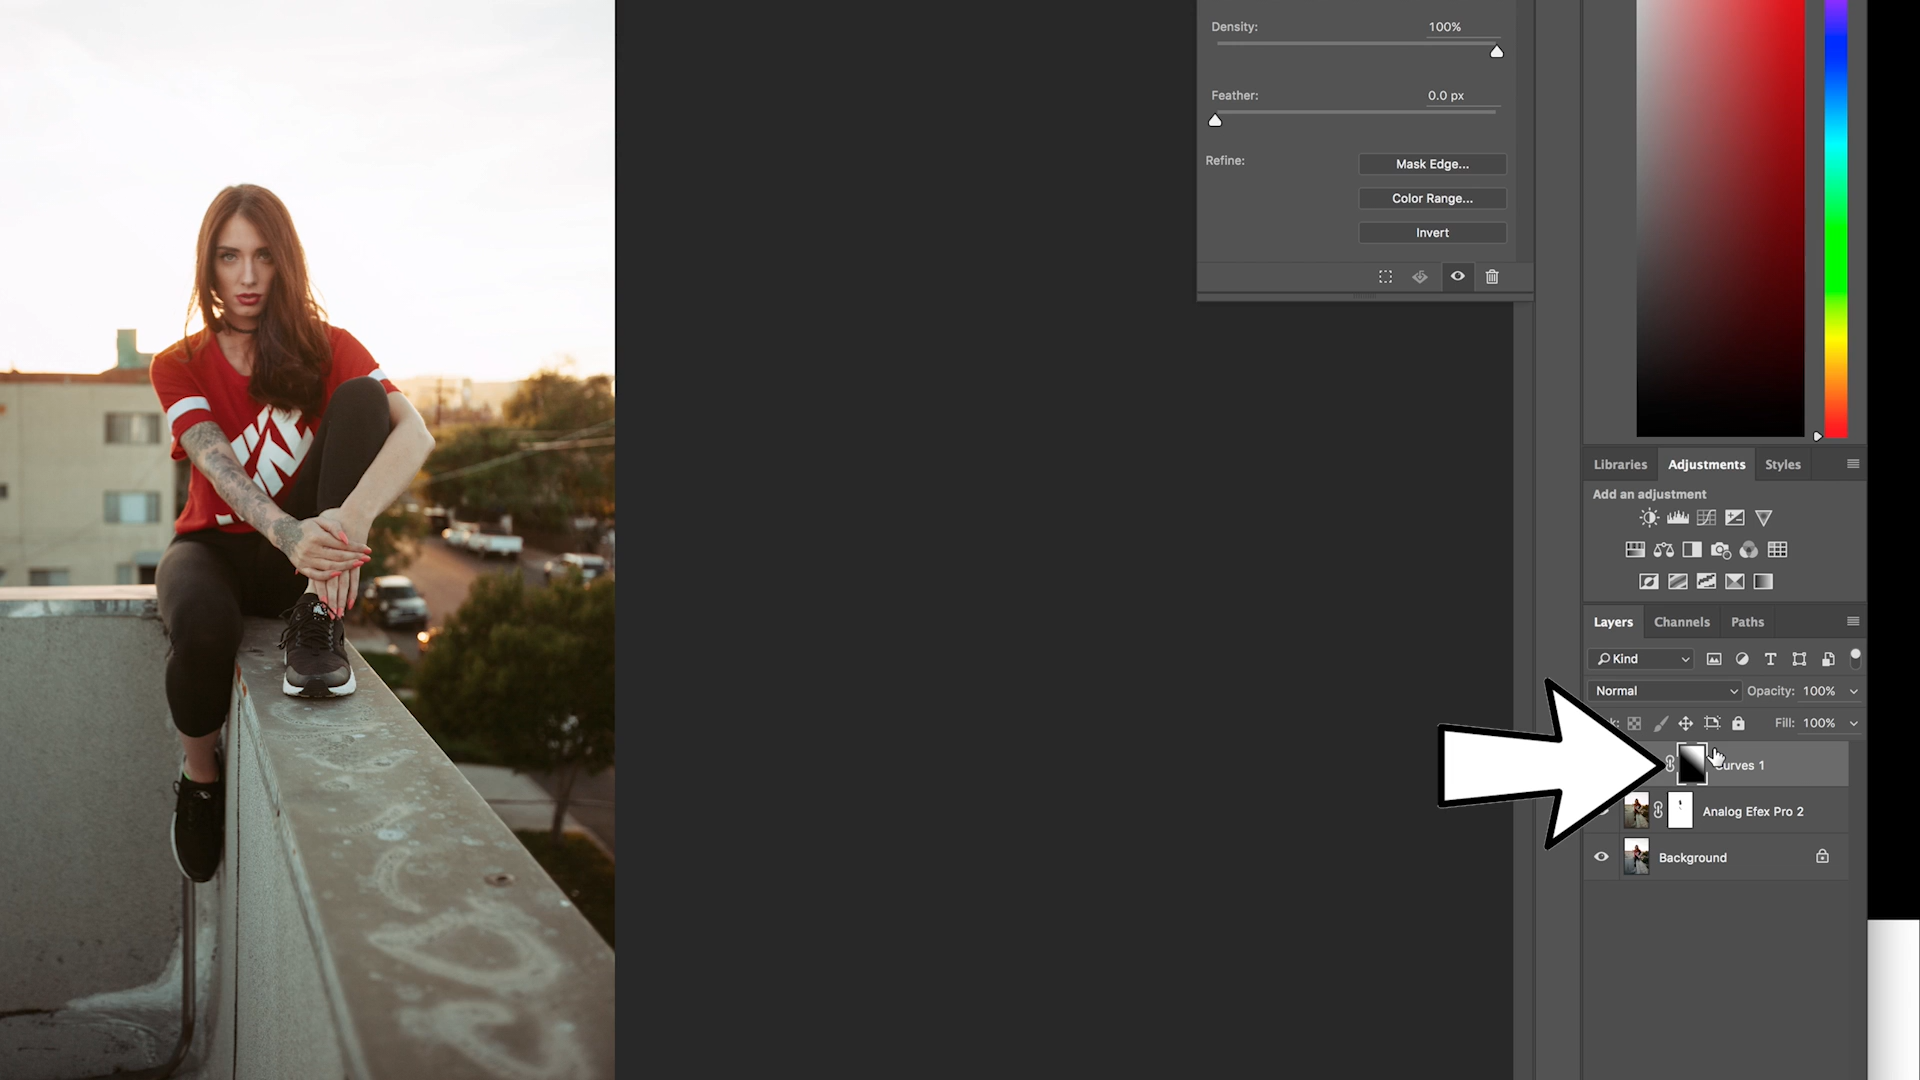 Density: 100%
Feather: 0.0 px
Refine:
Mask Edge...
Color Range...
Invert
Libraries Adjustments Styles
Add an adjustment
Layers Channels Paths
Kind
Normal Opacity: 100%
Fill: 100%
urves 1
Analog Efex Pro 2
Background